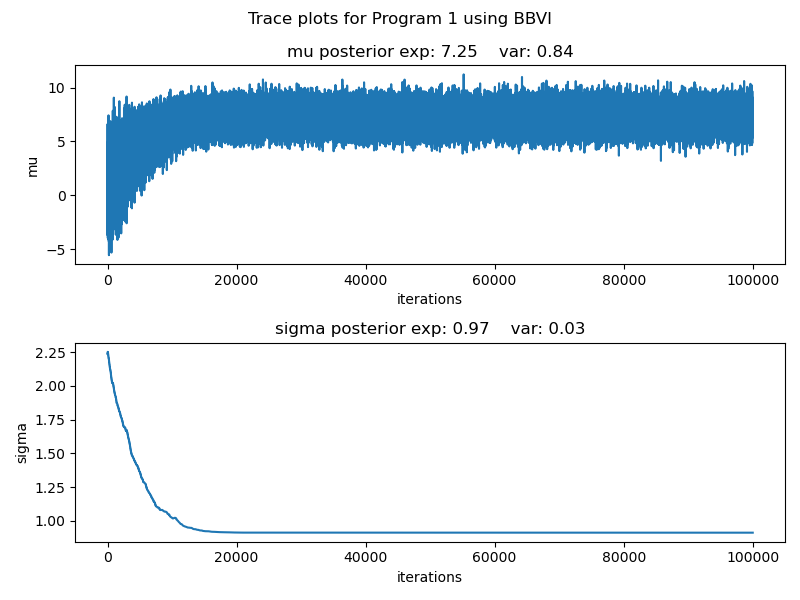 Trace plots for Program 1 using BBVI
mu posterior exp: 7.25    var: 0.84
10
5
0
−5
mu
0 20000 40000 60000 80000 100000
iterations
sigma posterior exp: 0.97    var: 0.03
2.25
2.00
1.75
1.50
1.25
1.00
sigma
0 20000 40000 60000 80000 100000
iterations